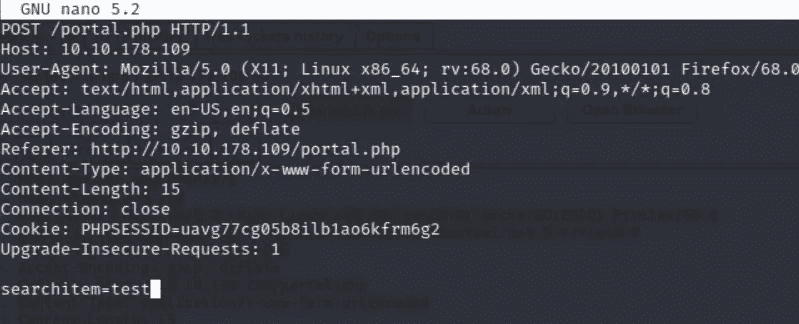 GNU nano 5.2
POST /portal.php HTTP/1.1
Host: 10.10.178.109
User-Agent: Mozilla/5.0 (X11; Linux x86_64; rv:68.0) Gecko/20100101 Firefox/68.0
Accept: text/html,application/xhtml+xml,application/xml;q=0.9,*/*;q=0.8
Accept-Language: en-US,en;q=0.5
Accept-Encoding: gzip, deflate
Referer: http://10.10.178.109/portal.php
Content-Type: application/x-www-form-urlencoded
Content-Length: 15
Connection: close
Cookie: PHPSESSID=uavg77cg05b8ilb1ao6kfrm6g2
Upgrade-Insecure-Requests: 1
searchitem=test